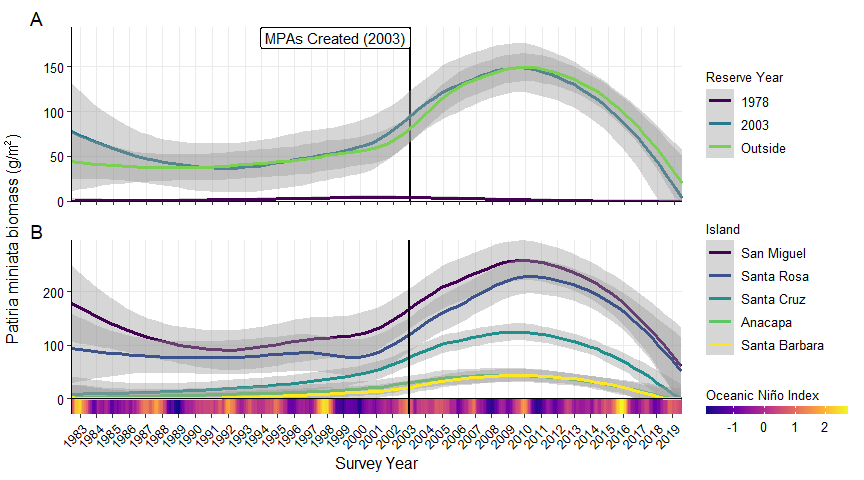 A
MPAs Created (2003)
150
100
50
0
Reserve Year
1978
2003
Outside
Patiria miniata biomass (g/m²)
B
200
100
0
Island
San Miguel
Santa Rosa
Santa Cruz
Anacapa
Santa Barbara
Oceanic Niño Index
-1 0 1 2
1983 1984 1985 1986 1987 1988 1989 1990 1991 1992 1993 1994 1995 1996 1997 1998 1999 2000 2001 2002 2003 2004 2005 2006 2007 2008 2009 2010 2011 2012 2013 2014 2015 2016 2017 2018 2019
Survey Year